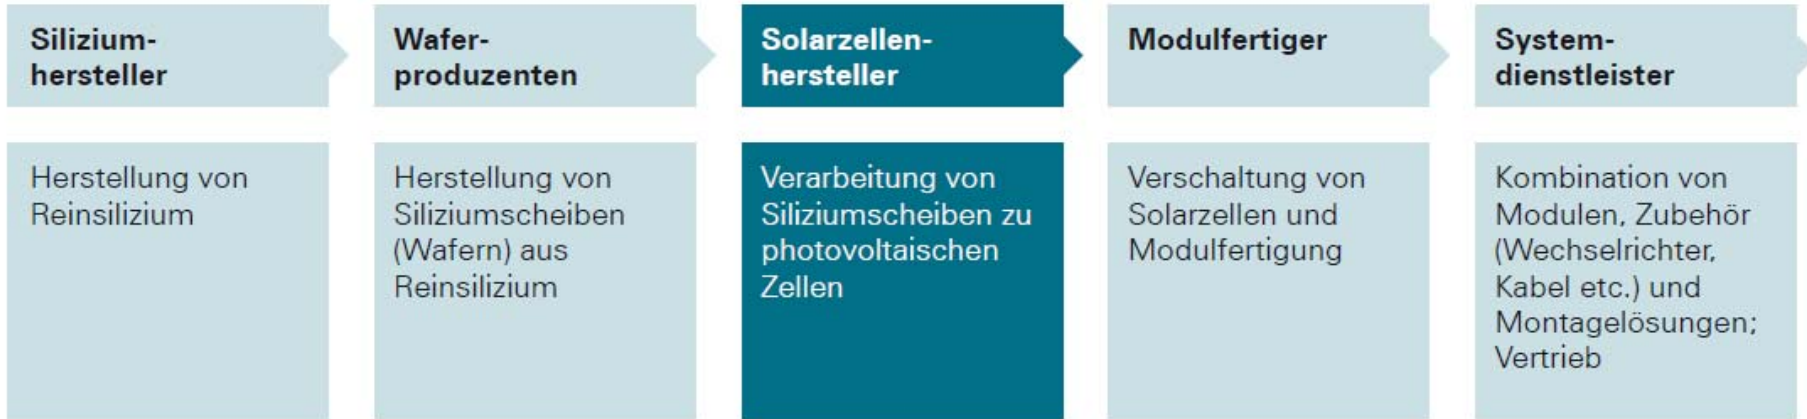 Silizium-
hersteller
Herstellung von
Reinsilizium
Wafer-
produzenten
Herstellung von
Siliziumscheiben
(Wafern) aus
Reinsilizium
Solarzellen-
hersteller
Verarbeitung von
Siliziumscheiben zu
photovoltaischen
Zellen
Modulfertiger
Verschaltung von
Solarzellen und
Modulfertigung
System-
dienstleister
Kombination von
Modulen, Zubehör
(Wechselrichter,
Kabel etc.) und
Montagelösungen;
Vertrieb